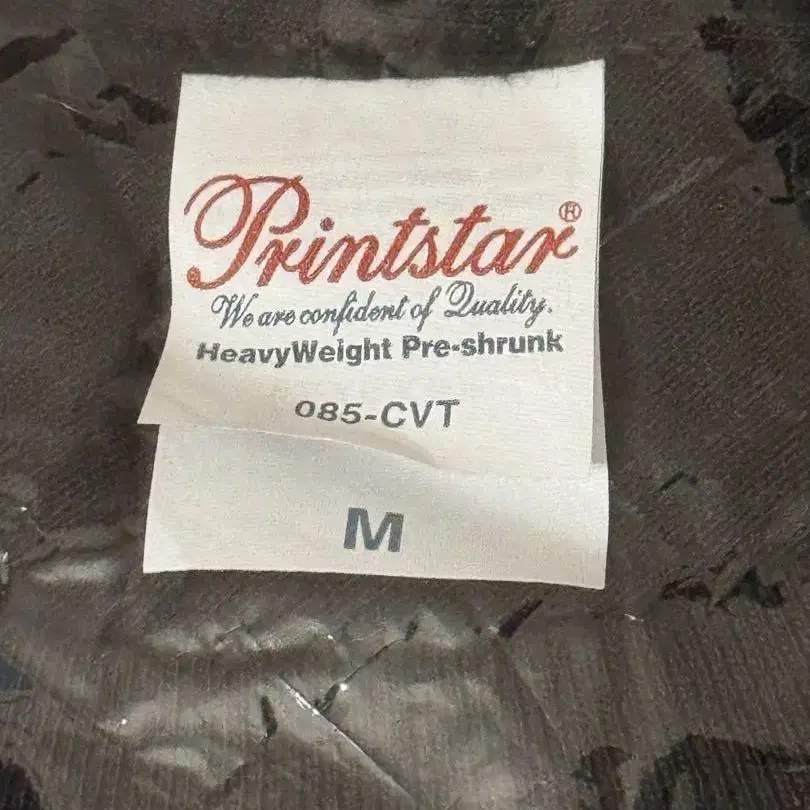 Printstar®
We are confident of Quality.
HeavyWeight Pre-shrunk
085-CVT
M